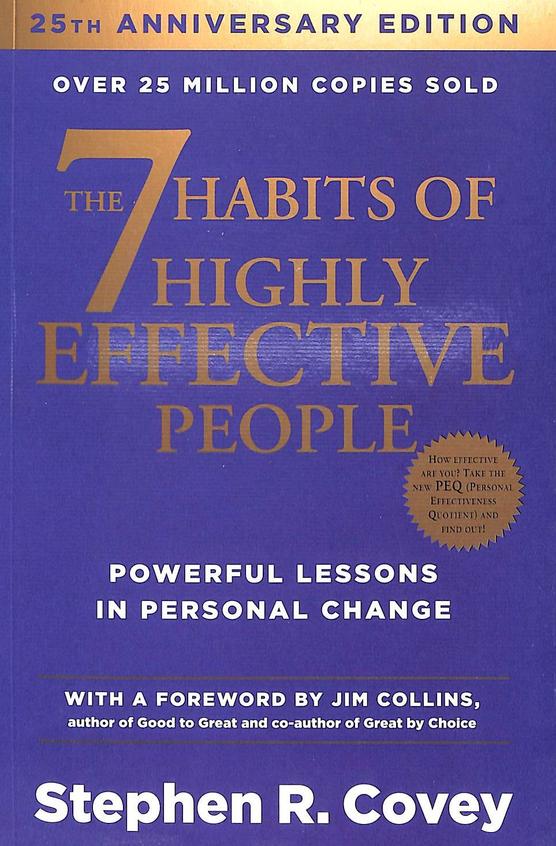 25TH ANNIVERSARY EDITION
OVER 25 MILLION COPIES SOLD
THE 7 HABITS OF
HIGHLY
EFFECTIVE
PEOPLE
HOW EFFECTIVE
ARE YOU? TAKE THE
NEW PEQ (PERSONAL
EFFECTIVENESS
QUOTIENT) AND
FIND OUT!
POWERFUL LESSONS
IN PERSONAL CHANGE
WITH A FOREWORD BY JIM COLLINS,
author of Good to Great and co-author of Great by Choice
Stephen R. Covey